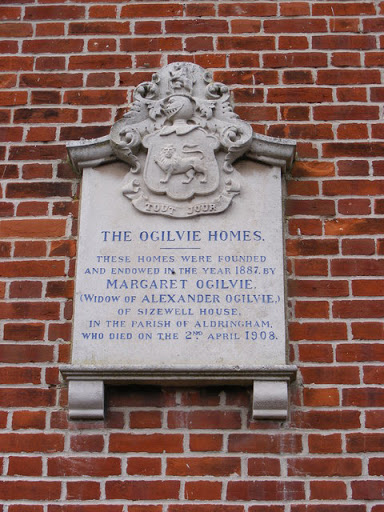 TOUT JOUR
THE OGILVIE HOMES.
THESE HOMES WERE FOUNDED
AND ENDOWED IN THE YEAR 1887, BY
MARGARET OGILVIE.
(WIDOW OF ALEXANDER OGILVIE,)
OF SIZEWELL HOUSE,
IN THE PARISH OF ALDRINGHAM,
WHO DIED ON THE 2ND APRIL 1908.